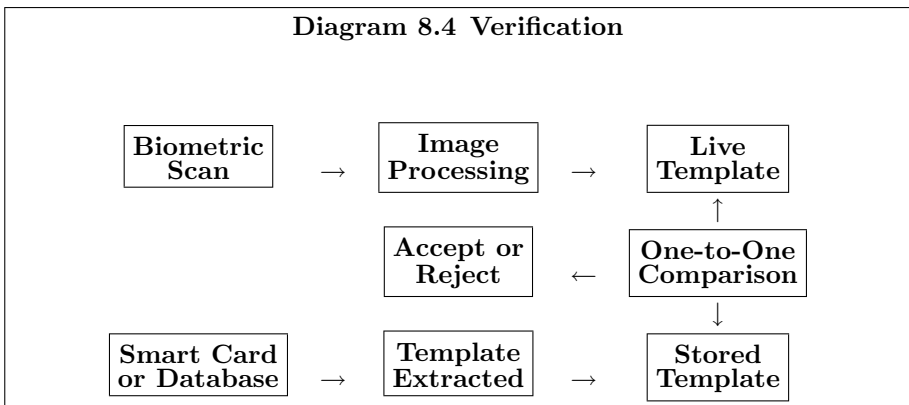 Diagram 8.4 Verification
Biometric
Scan
→
Image
Processing
→
Live
Template
↑
Accept or
Reject
←
One-to-One
Comparison
↓
Smart Card
or Database
→
Template
Extracted
→
Stored
Template